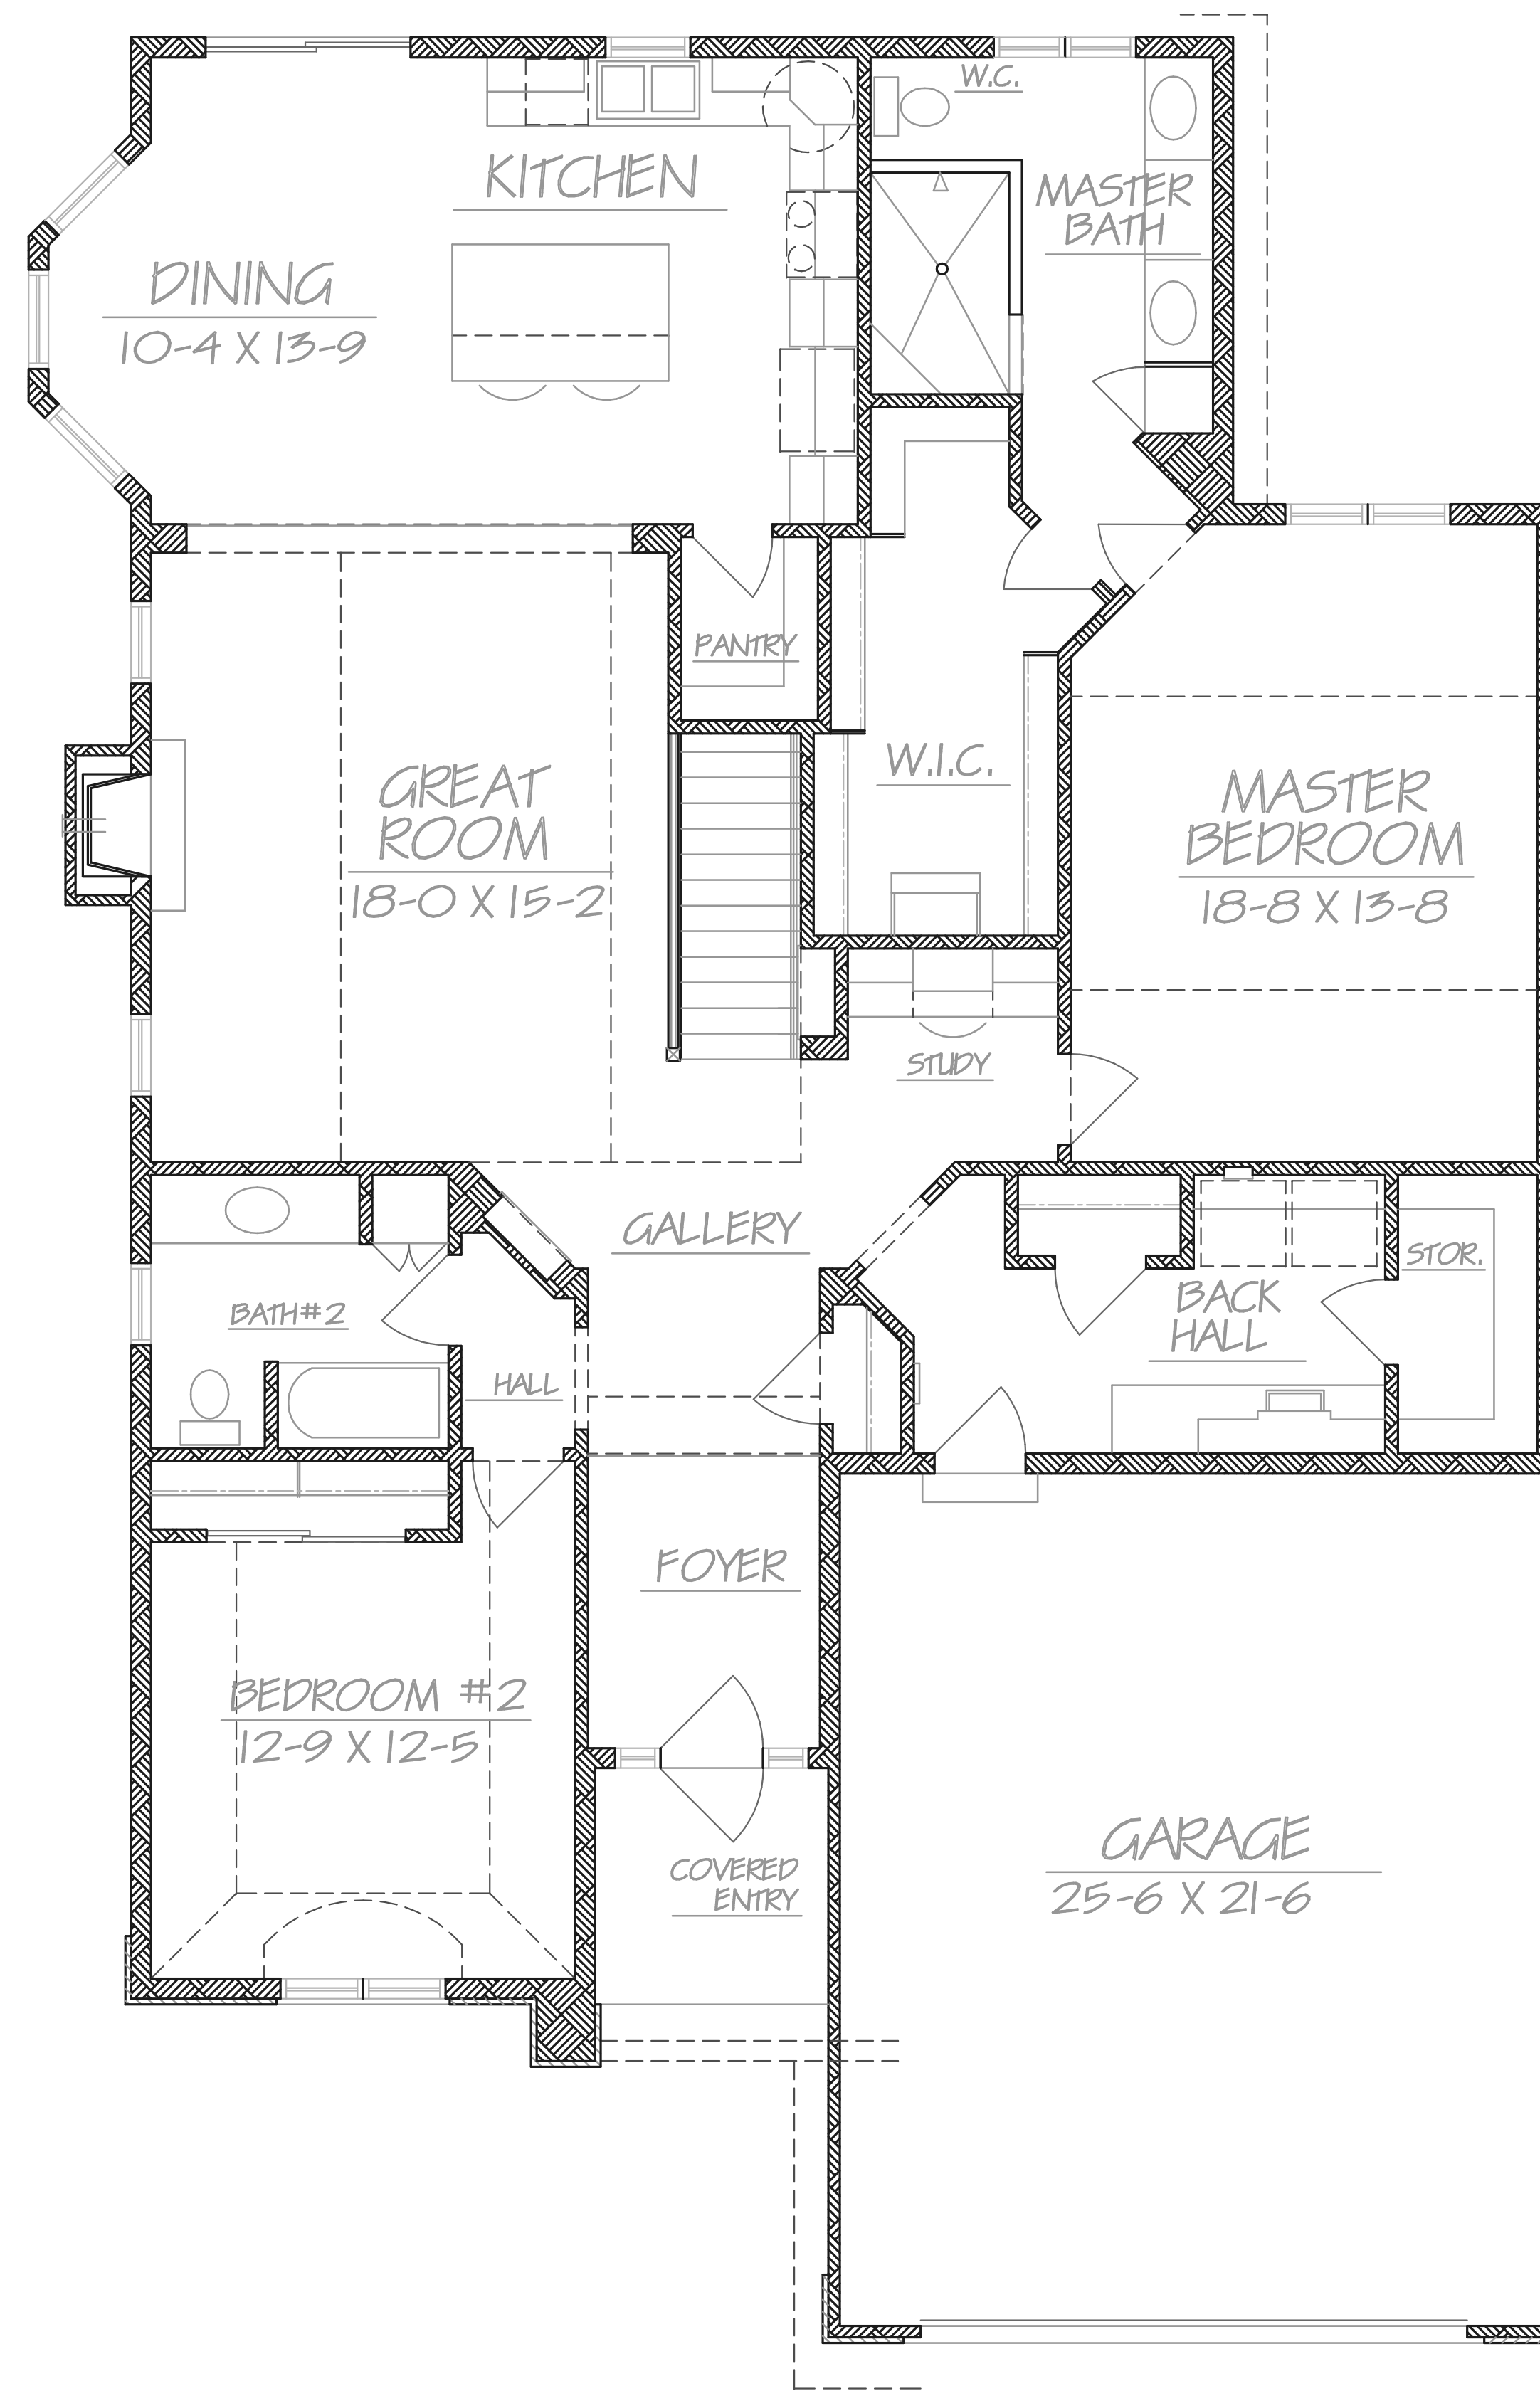 W.C.
KITCHEN
MASTER
BATH
DINING
10-4 X 13-9
PANTRY
GREAT
ROOM
18-0 X 15-2
W.I.C.
MASTER
BEDROOM
18-8 X 13-8
STUDY
GALLERY
STOR.
BATH#2
BACK
HALL
HALL
FOYER
BEDROOM #2
12-9 X 12-5
COVERED
ENTRY
GARAGE
25-6 X 21-6